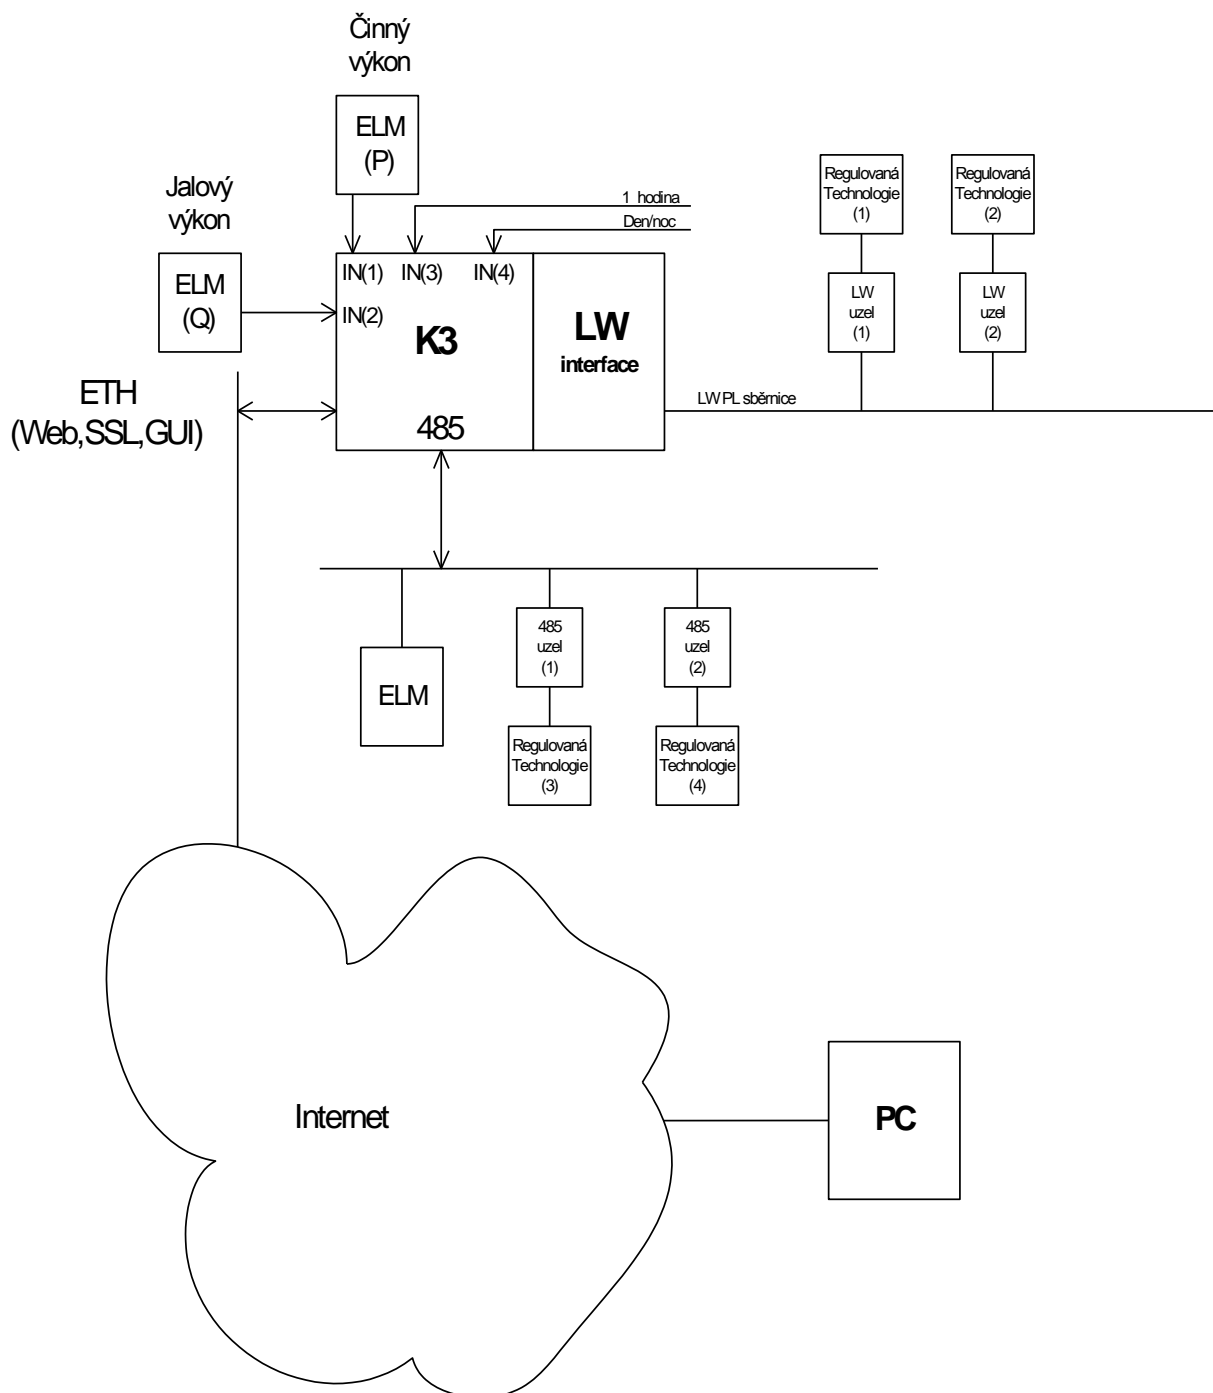 Činný
výkon
ELM
(P)
Jalový
výkon
ELM
(Q)
1 hodina
Den/noc
IN(1)
IN(3)
IN(4)
IN(2)
K3
485
LW
interface
Regulovaná
Technologie
(1)
Regulovaná
Technologie
(2)
LW
uzel
(1)
LW
uzel
(2)
LW PL sběrnice
ETH
(Web,SSL,GUI)
ELM
485
uzel
(1)
485
uzel
(2)
Regulovaná
Technologie
(3)
Regulovaná
Technologie
(4)
Internet
PC